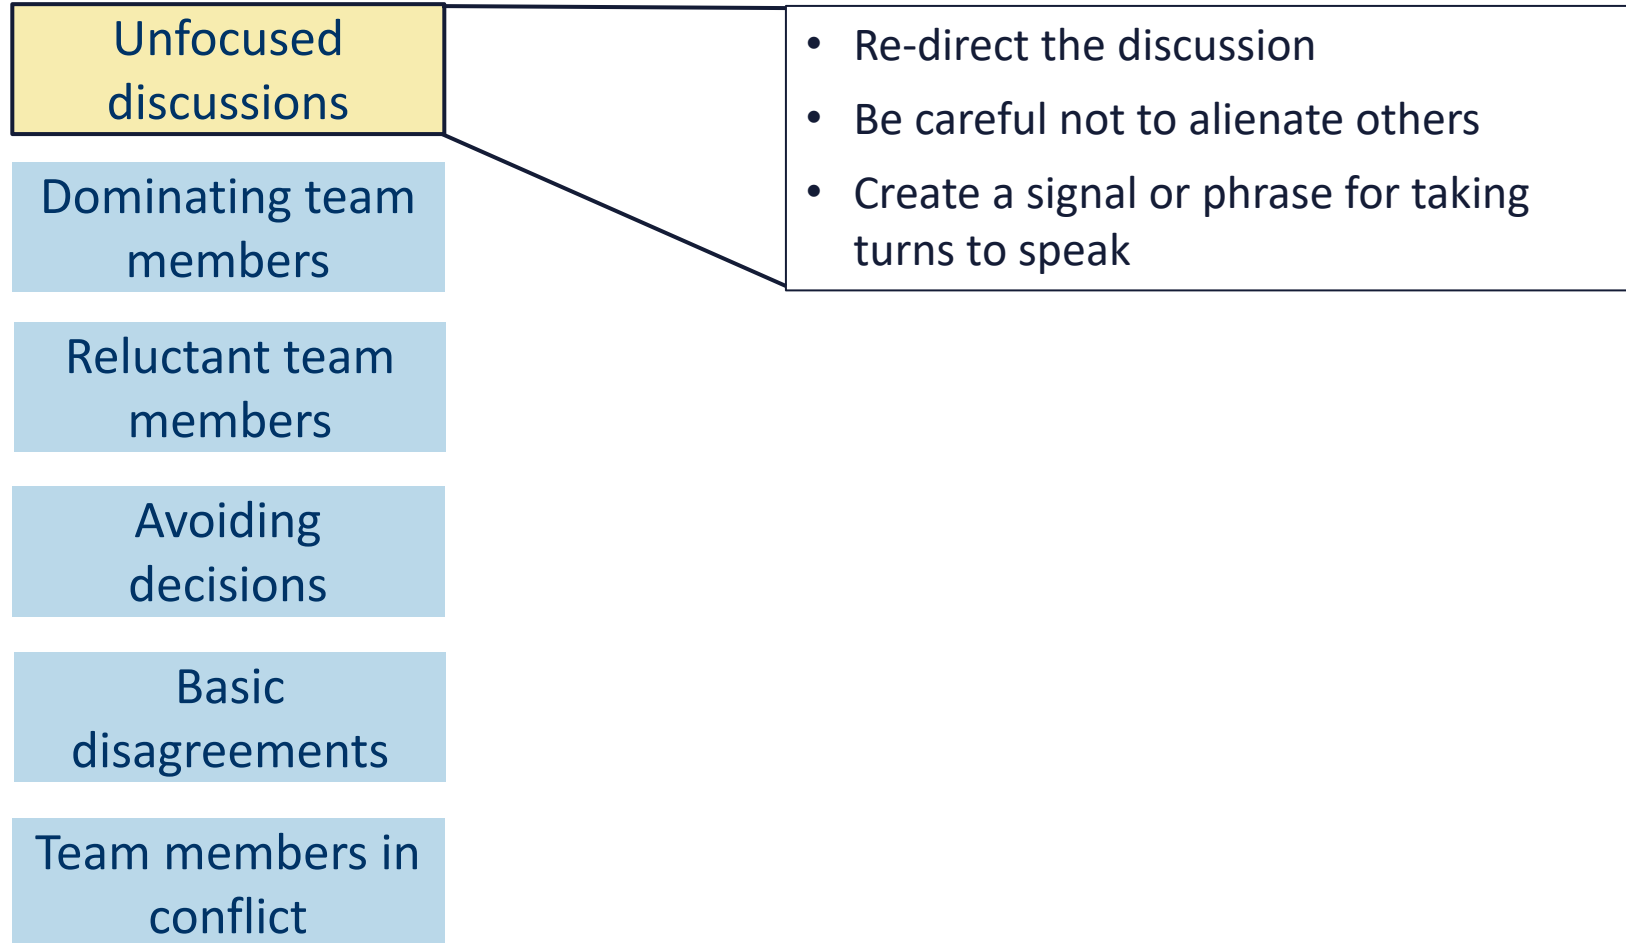 Unfocused
discussions
• Re-direct the discussion
• Be careful not to alienate others
• Create a signal or phrase for taking
turns to speak
Dominating team
members
Reluctant team
members
Avoiding
decisions
Basic
disagreements
Team members in
conflict